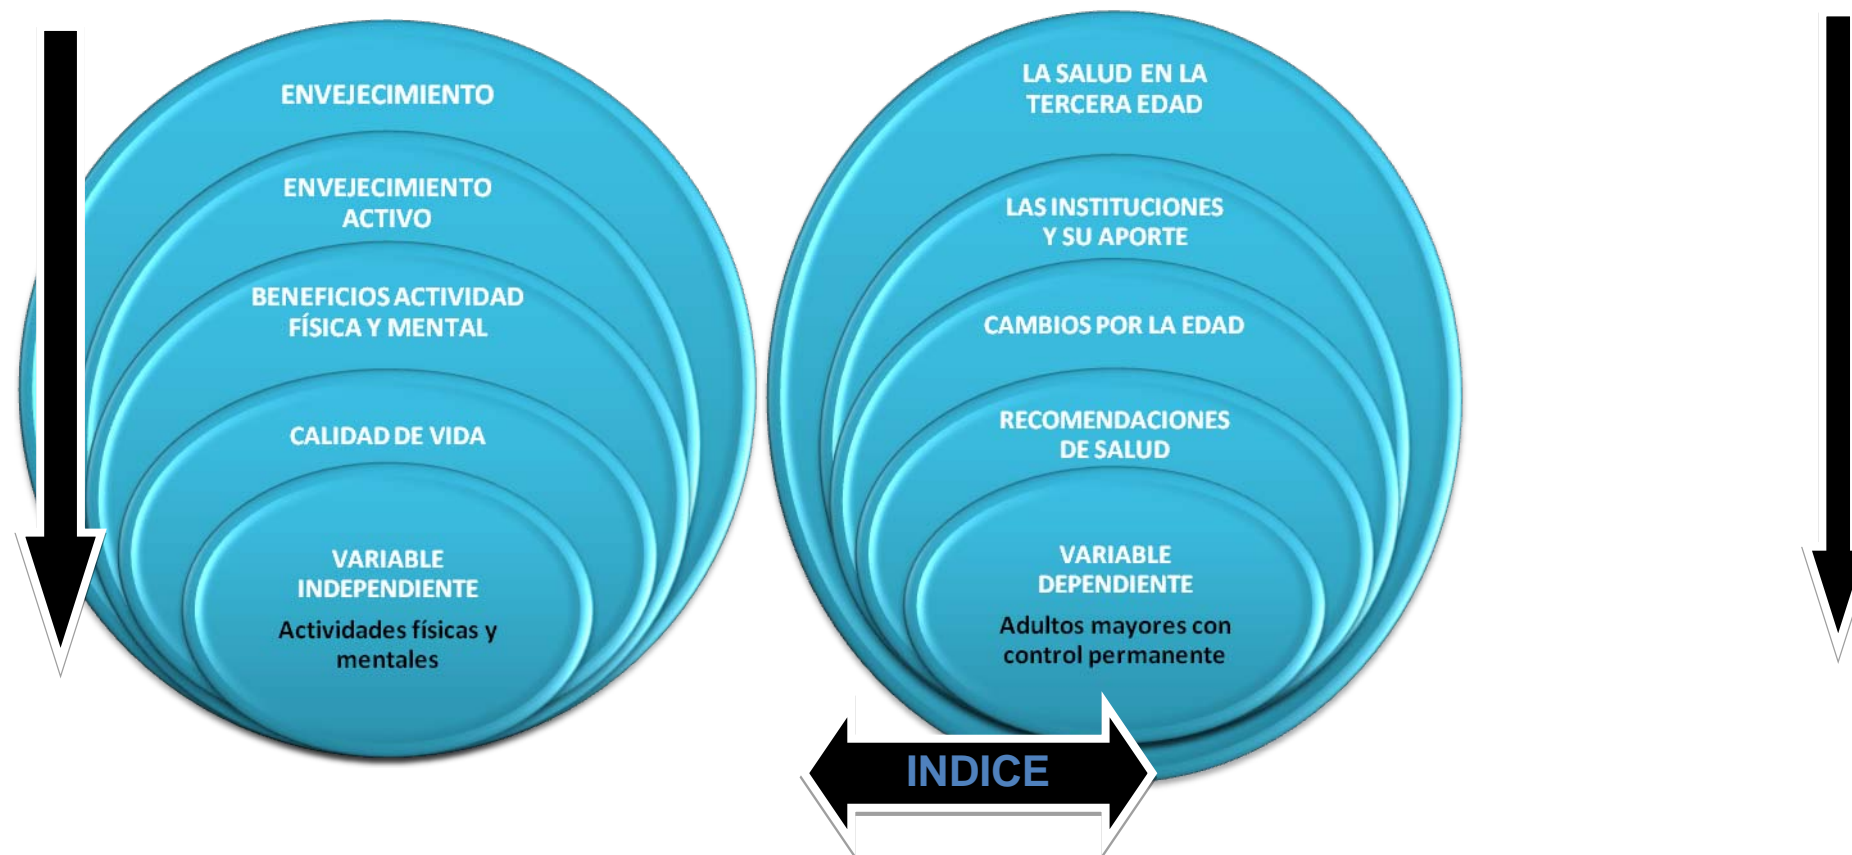 ENVEJECIMIENTO
ENVEJECIMIENTO
ACTIVO
BENEFICIOS ACTIVIDAD
FÍSICA Y MENTAL
CALIDAD DE VIDA
VARIABLE
INDEPENDIENTE
Actividades físicas y
mentales
LA SALUD EN LA
TERCERA EDAD
LAS INSTITUCIONES
Y SU APORTE
CAMBIOS POR LA EDAD
RECOMENDACIONES
DE SALUD
VARIABLE
DEPENDIENTE
Adultos mayores con
control permanente
INDICE